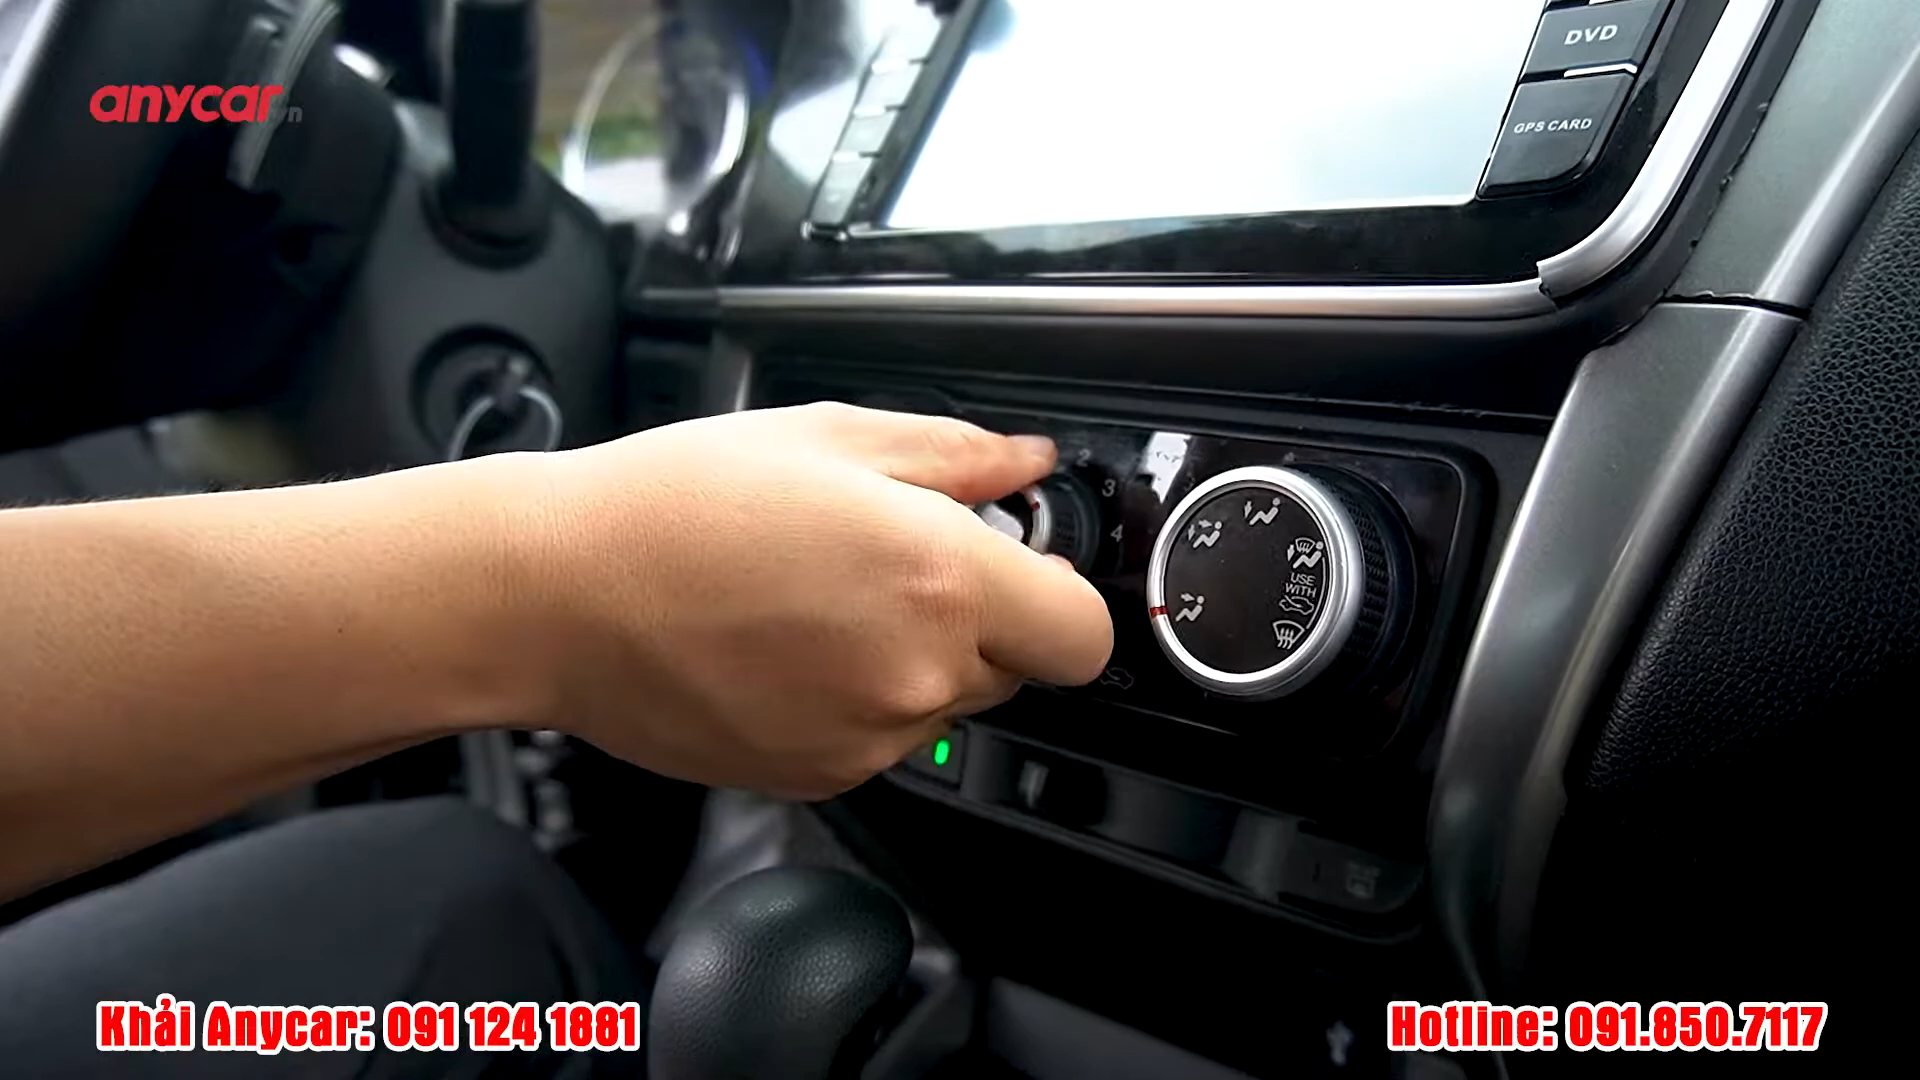 anycar.vn
DVD
GPS CARD
2
3
4
USE
WITH
Khải Anycar: 091 124 1881
Hotline: 091.850.7117